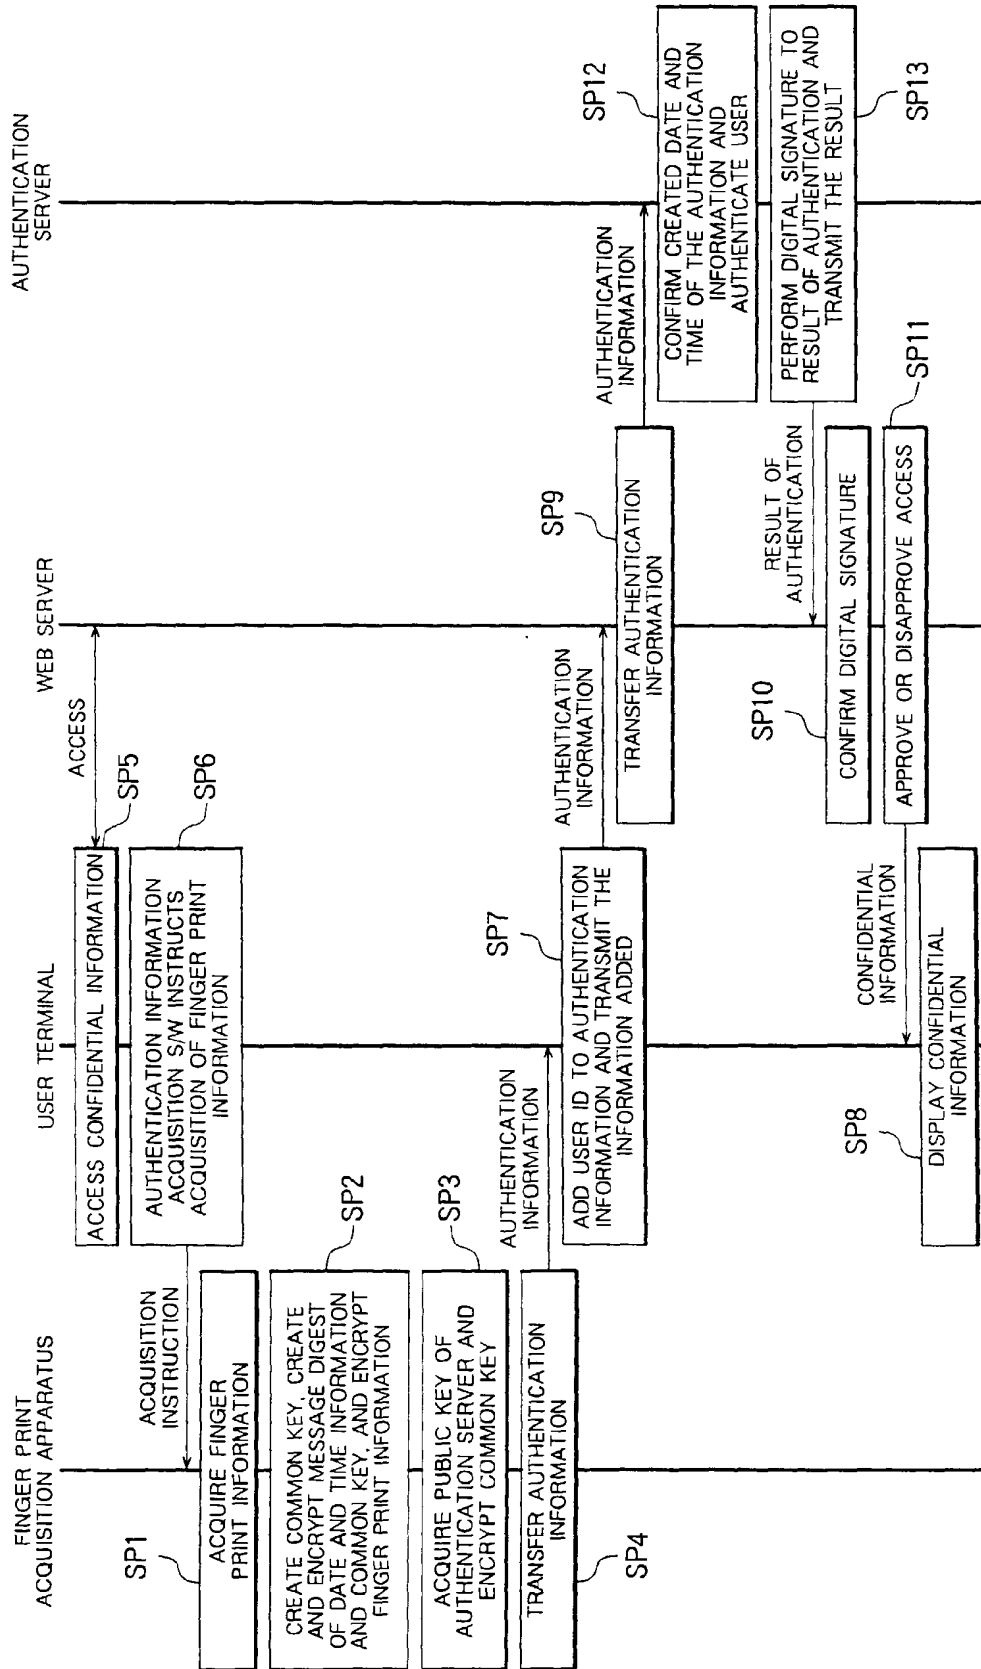 FINGER PRINT
ACQUISITION APPARATUS
USER TERMINAL
WEB SERVER
AUTHENTICATION
SERVER
ACCESS
ACCESS CONFIDENTIAL INFORMATION
SP5
AUTHENTICATION INFORMATION
ACQUISITION S/W INSTRUCTS
ACQUISITION OF FINGER PRINT
INFORMATION
SP6
ACQUISITION
INSTRUCTION
SP1
ACQUIRE FINGER
PRINT INFORMATION
CREATE COMMON KEY, CREATE
AND ENCRYPT MESSAGE DIGEST
OF DATE AND TIME INFORMATION
AND COMMON KEY, AND ENCRYPT
FINGER PRINT INFORMATION
SP2
ACQUIRE PUBLIC KEY OF
AUTHENTICATION SERVER AND
ENCRYPT COMMON KEY
SP3
TRANSFER AUTHENTICATION
INFORMATION
SP4
AUTHENTICATION
INFORMATION
SP7
ADD USER ID TO AUTHENTICATION
INFORMATION AND TRANSMIT THE
INFORMATION ADDED
AUTHENTICATION
INFORMATION
SP9
TRANSFER AUTHENTICATION
INFORMATION
AUTHENTICATION
INFORMATION
SP12
CONFIRM CREATED DATE AND
TIME OF THE AUTHENTICATION
INFORMATION AND
AUTHENTICATE USER
PERFORM DIGITAL SIGNATURE TO
RESULT OF AUTHENTICATION AND
TRANSMIT THE RESULT
SP13
RESULT OF
AUTHENTICATION
SP10
CONFIRM DIGITAL SIGNATURE
APPROVE OR DISAPPROVE ACCESS
SP11
CONFIDENTIAL
INFORMATION
SP8
DISPLAY CONFIDENTIAL
INFORMATION